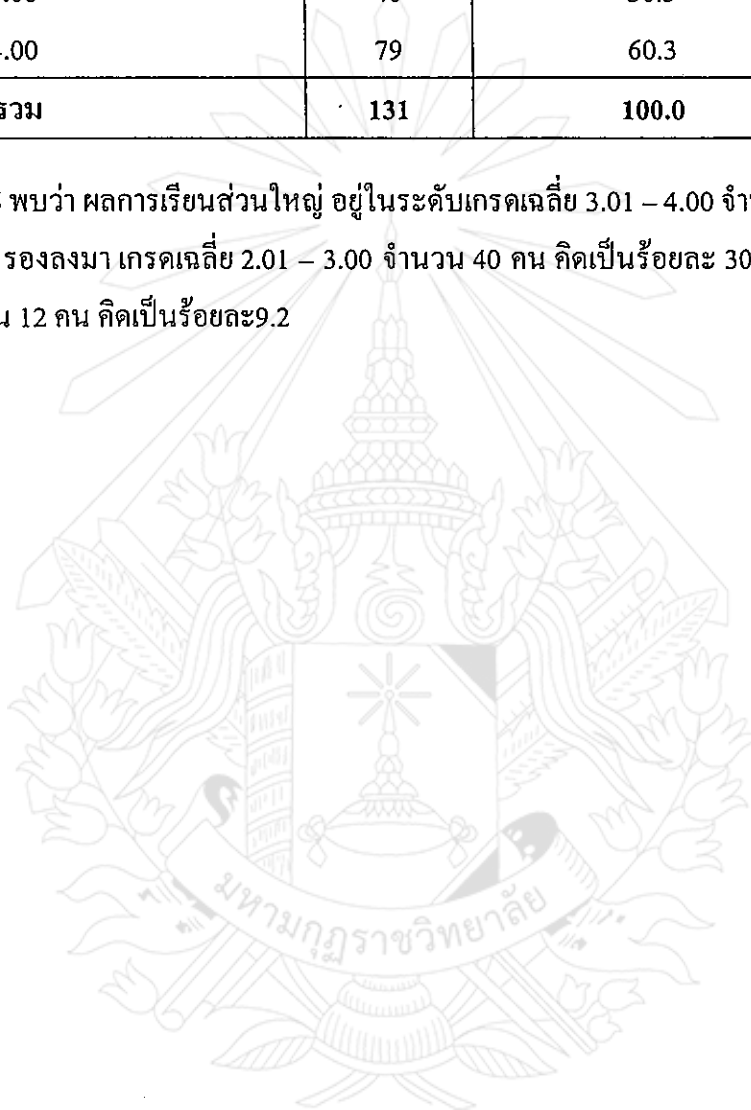 .00 79 60.3
รวม 131 100.0
พบว่า ผลการเรียนส่วนใหญ่ อยู่ในระดับเกรดเฉลี่ย 3.01 – 4.00
รองลงมา เกรดเฉลี่ย 2.01 – 3.00 จำนวน 40 คน คิดเป็นร้อยละ 30
12 คน คิดเป็นร้อยละ9.2
มหามกุฏราชวิทยาลัย